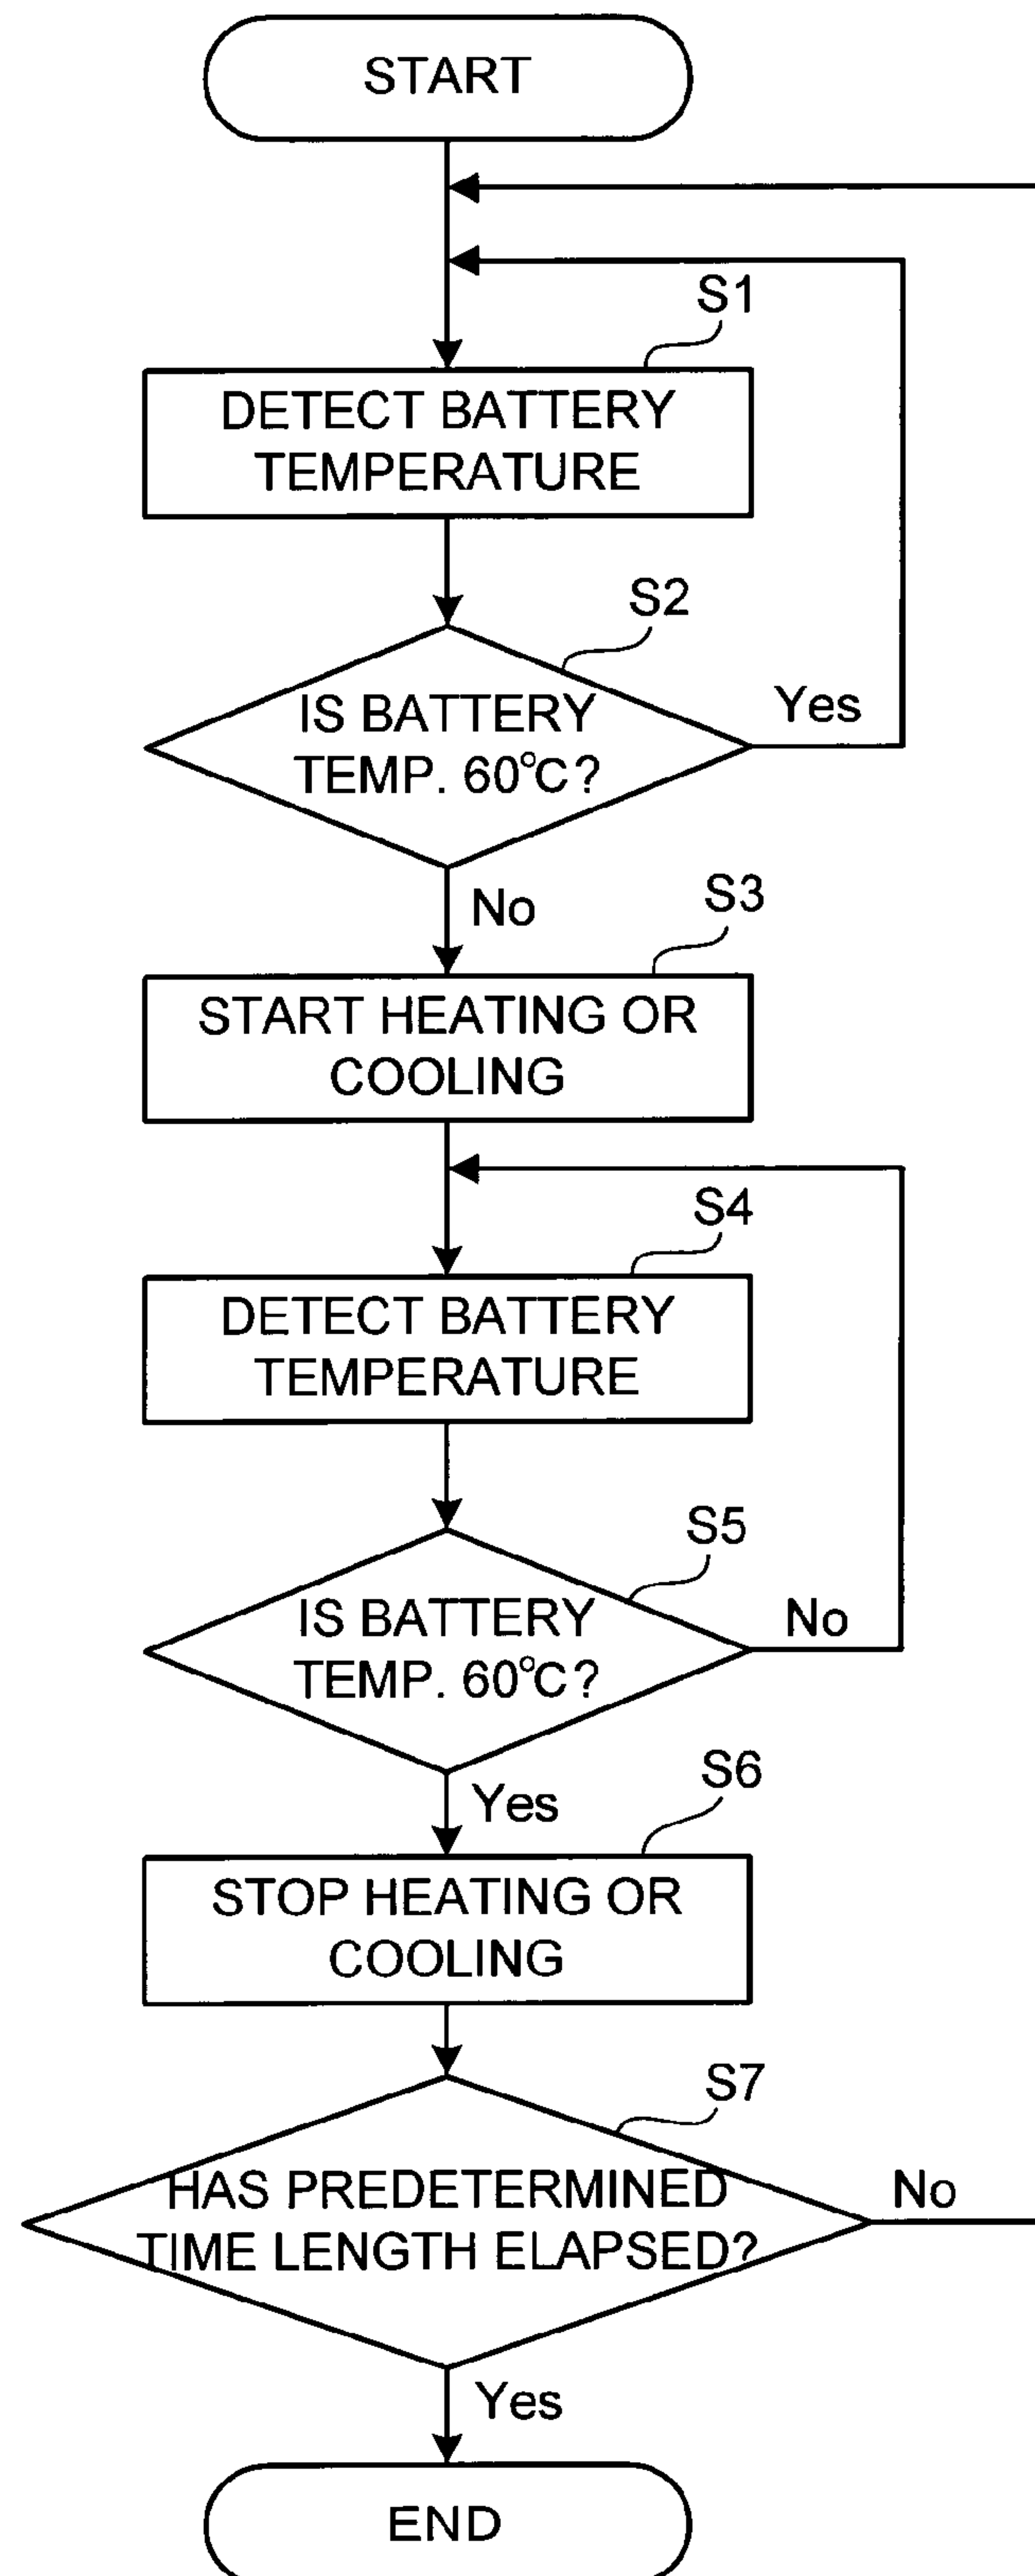 START
S1
DETECT BATTERY
TEMPERATURE
S2
IS BATTERY
TEMP. 60°C?
Yes
No
S3
START HEATING OR
COOLING
S4
DETECT BATTERY
TEMPERATURE
S5
IS BATTERY
TEMP. 60°C?
No
Yes
S6
STOP HEATING OR
COOLING
S7
HAS PREDETERMINED
TIME LENGTH ELAPSED?
No
Yes
END